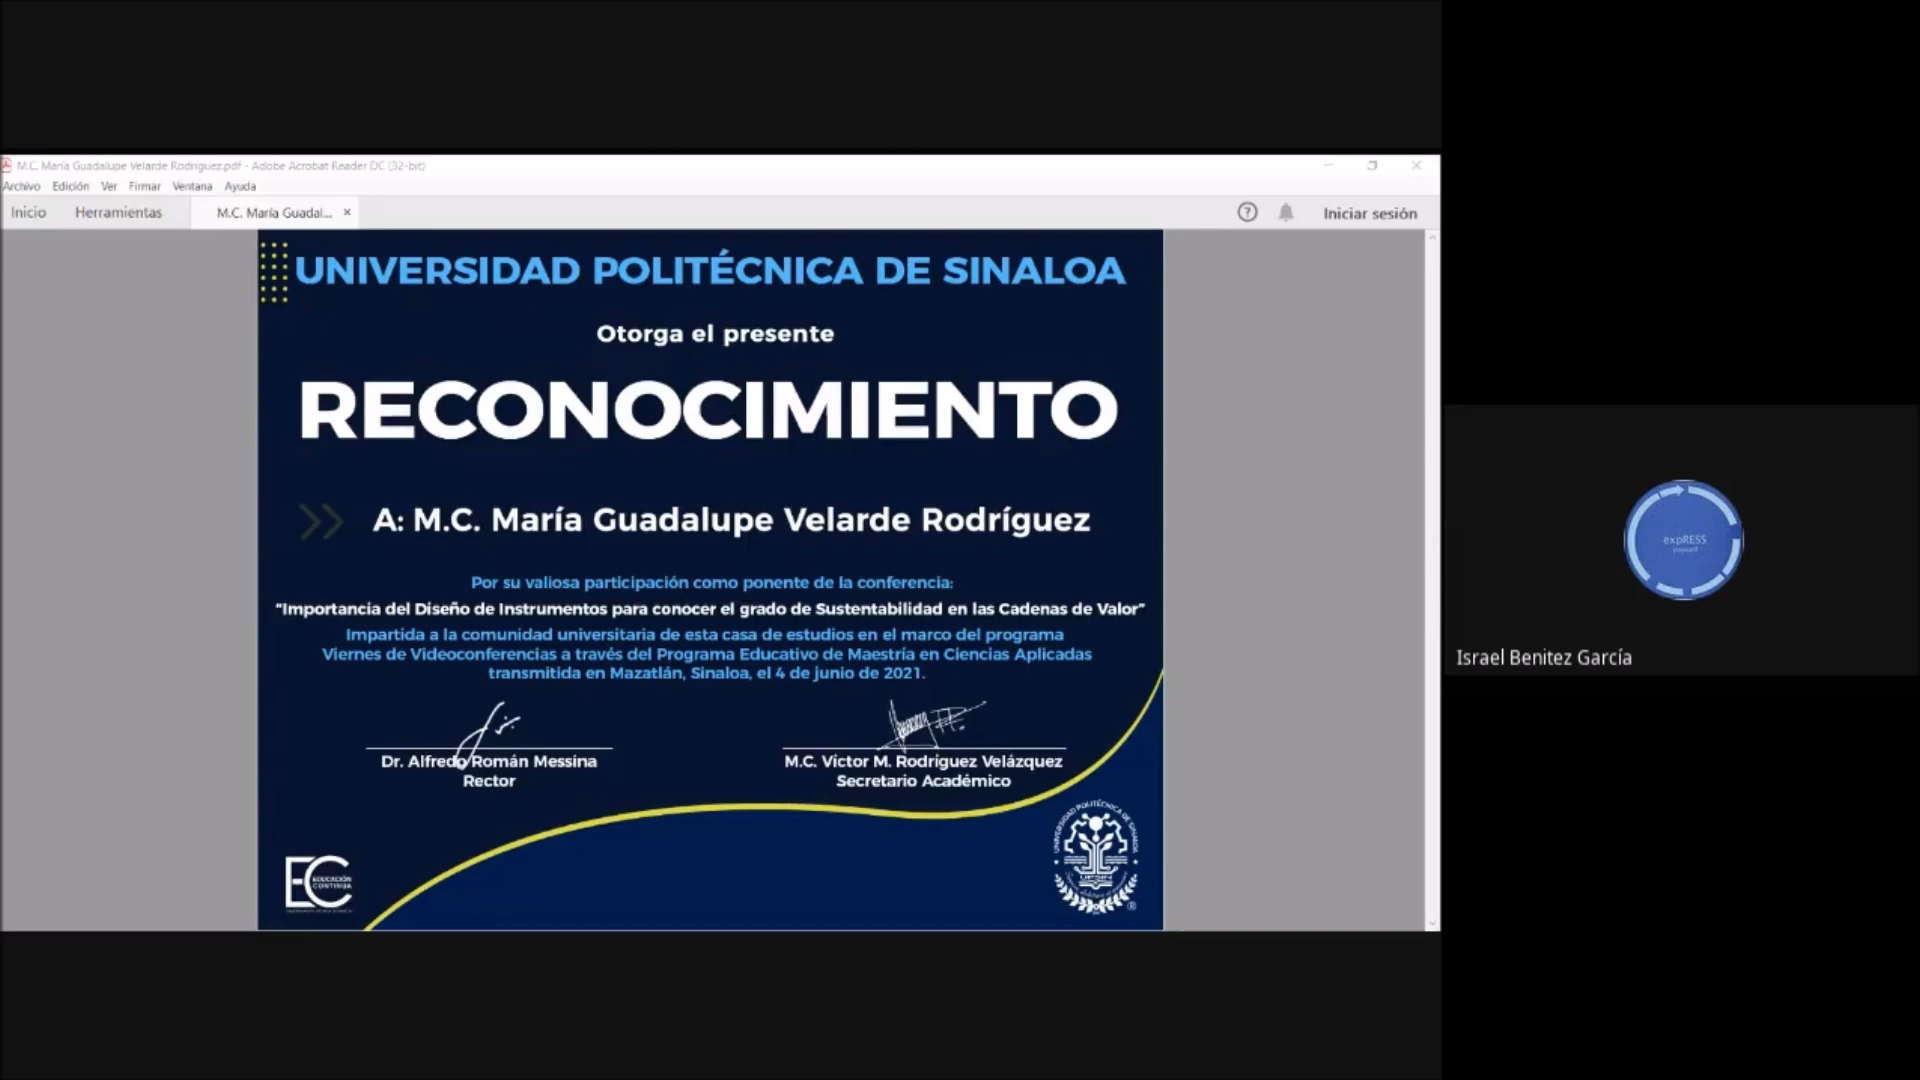 M.C. María Guadalupe Velarde Rodríguez.pdf - Adobe Acrobat Reader DC (32-bit)
Archivo Edición Ver Firmar Ventana Ayuda
Inicio Herramientas M.C. María Guadal... × ? Iniciar sesión
UNIVERSIDAD POLITÉCNICA DE SINALOA
Otorga el presente
RECONOCIMIENTO
A: M.C. María Guadalupe Velarde Rodríguez
Por su valiosa participación como ponente de la conferencia:
"Importancia del Diseño de Instrumentos para conocer el grado de Sustentabilidad en las Cadenas de Valor"
Impartida a la comunidad universitaria de esta casa de estudios en el marco del programa
Viernes de Videoconferencias a través del Programa Educativo de Maestría en Ciencias Aplicadas
transmitida en Mazatlán, Sinaloa, el 4 de junio de 2021.
Dr. Alfredo Román Messina
Rector
M.C. Víctor M. Rodríguez Velázquez
Secretario Académico
EC EDUCACIÓN
CONTINUA
UNIVERSIDAD POLITÉCNICA DE SINALOA
UPSIN
®
expRESS
Israel Benitez García